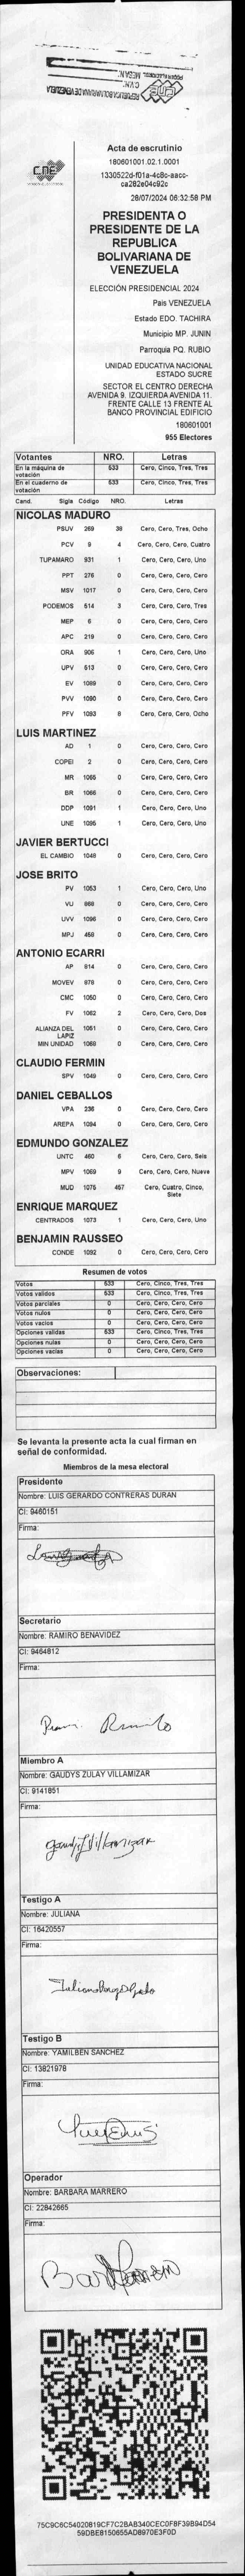 PODER ELECTORAL MESA N.
C.V.N.
CNE
REPUBLICA BOLIVARIANA DE VENEZUELA
CNE
Acta de escrutinio
180601001.02.1.0001
1330522d-f01a-4c8c-aacc-
ca282e04c92c
28/07/2024 06:32:58 PM
PRESIDENTA O
PRESIDENTE DE LA
REPUBLICA
BOLIVARIANA DE
VENEZUELA
ELECCIÓN PRESIDENCIAL 2024
Pais VENEZUELA
Estado EDO. TACHIRA
Municipio MP. JUNIN
Parroquia PQ. RUBIO
UNIDAD EDUCATIVA NACIONAL
ESTADO SUCRE
SECTOR EL CENTRO DERECHA
AVENIDA 9. IZQUIERDA AVENIDA 11.
FRENTE CALLE 13 FRENTE AL
BANCO PROVINCIAL EDIFICIO
180601001
955 Electores
Votantes NRO. Letras
En la máquina de votación 533 Cero, Cinco, Tres, Tres
En el cuaderno de votación 533 Cero, Cinco, Tres, Tres
Cand. Sigla Código NRO. Letras
NICOLAS MADURO
PSUV 269 38 Cero, Cero, Tres, Ocho
PCV 9 4 Cero, Cero, Cero, Cuatro
TUPAMARO 931 1 Cero, Cero, Cero, Uno
PPT 276 0 Cero, Cero, Cero, Cero
MSV 1017 0 Cero, Cero, Cero, Cero
PODEMOS 514 3 Cero, Cero, Cero, Tres
MEP 6 0 Cero, Cero, Cero, Cero
APC 219 0 Cero, Cero, Cero, Cero
ORA 906 1 Cero, Cero, Cero, Uno
UPV 513 0 Cero, Cero, Cero, Cero
EV 1089 0 Cero, Cero, Cero, Cero
PVV 1090 0 Cero, Cero, Cero, Cero
PFV 1093 8 Cero, Cero, Cero, Ocho
LUIS MARTINEZ
AD 1 0 Cero, Cero, Cero, Cero
COPEI 2 0 Cero, Cero, Cero, Cero
MR 1065 0 Cero, Cero, Cero, Cero
BR 1066 0 Cero, Cero, Cero, Cero
DDP 1091 1 Cero, Cero, Cero, Uno
UNE 1095 1 Cero, Cero, Cero, Uno
JAVIER BERTUCCI
EL CAMBIO 1048 0 Cero, Cero, Cero, Cero
JOSE BRITO
PV 1053 1 Cero, Cero, Cero, Uno
VU 868 0 Cero, Cero, Cero, Cero
UVV 1096 0 Cero, Cero, Cero, Cero
MPJ 458 0 Cero, Cero, Cero, Cero
ANTONIO ECARRI
AP 814 0 Cero, Cero, Cero, Cero
MOVEV 878 0 Cero, Cero, Cero, Cero
CMC 1050 0 Cero, Cero, Cero, Cero
FV 1062 2 Cero, Cero, Cero, Dos
ALIANZA DEL LAPIZ 1051 0 Cero, Cero, Cero, Cero
MIN UNIDAD 1068 0 Cero, Cero, Cero, Cero
CLAUDIO FERMIN
SPV 1049 0 Cero, Cero, Cero, Cero
DANIEL CEBALLOS
VPA 236 0 Cero, Cero, Cero, Cero
AREPA 1094 0 Cero, Cero, Cero, Cero
EDMUNDO GONZALEZ
UNTC 460 6 Cero, Cero, Cero, Seis
MPV 1069 9 Cero, Cero, Cero, Nueve
MUD 1075 457 Cero, Cuatro, Cinco, Siete
ENRIQUE MARQUEZ
CENTRADOS 1073 1 Cero, Cero, Cero, Uno
BENJAMIN RAUSSEO
CONDE 1092 0 Cero, Cero, Cero, Cero
Resumen de votos
Votos 533 Cero, Cinco, Tres, Tres
Votos validos 533 Cero, Cinco, Tres, Tres
Votos parciales 0 Cero, Cero, Cero, Cero
Votos nulos 0 Cero, Cero, Cero, Cero
Votos vacios 0 Cero, Cero, Cero, Cero
Opciones validas 533 Cero, Cinco, Tres, Tres
Opciones nulas 0 Cero, Cero, Cero, Cero
Opciones vacias 0 Cero, Cero, Cero, Cero
Observaciones:
Se levanta la presente acta la cual firman en
señal de conformidad.
Miembros de la mesa electoral
Presidente
Nombre: LUIS GERARDO CONTRERAS DURAN
CI: 9460151
Firma:
Secretario
Nombre: RAMIRO BENAVIDEZ
CI: 9464812
Firma:
Ramiro
Miembro A
Nombre: GAUDYS ZULAY VILLAMIZAR
CI: 9141851
Firma:
Gaudys Villamizar
Testigo A
Nombre: JULIANA
CI: 16420557
Firma:
Testigo B
Nombre: YAMILBEN SANCHEZ
CI: 13821978
Firma:
Operador
Nombre: BARBARA MARRERO
CI: 22842665
Firma:
75C9C6C54020819CF7C2BAB340CEC0F8F39B94D54
59DBE8150655AD8970E3F0D